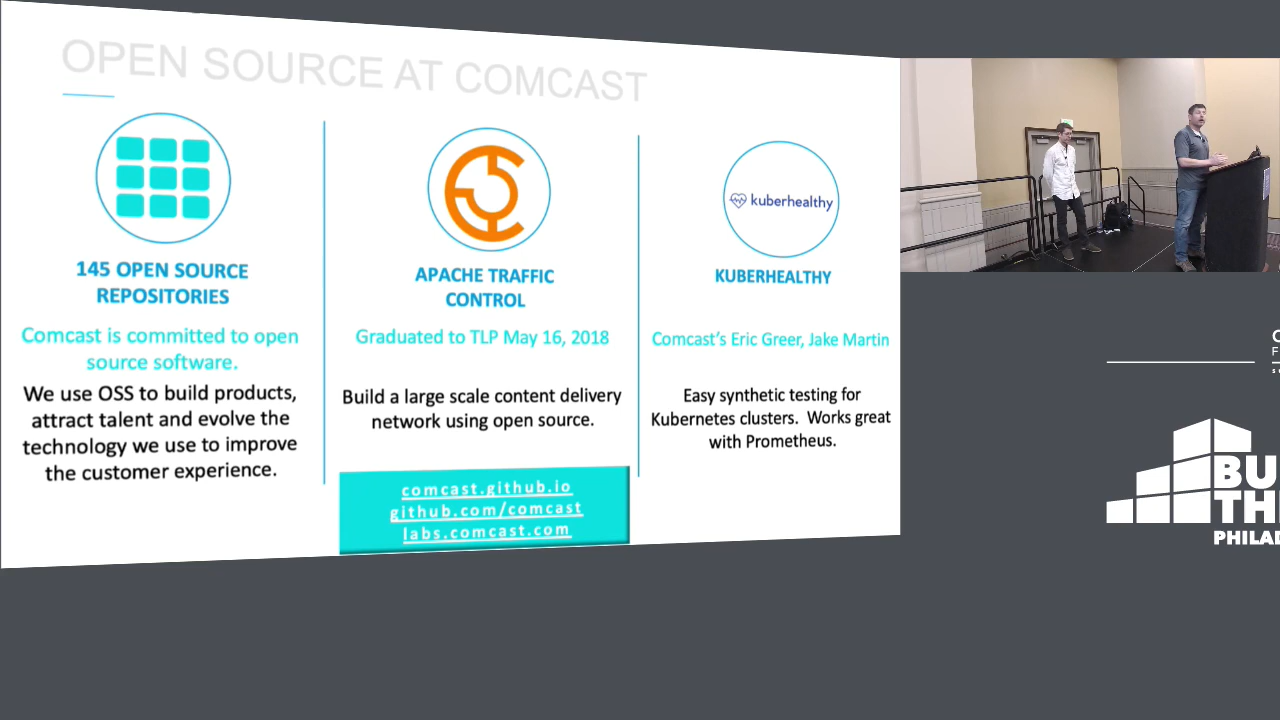 OPEN SOURCE AT COMCAST
145 OPEN SOURCE
REPOSITORIES
Comcast is committed to open
source software.
We use OSS to build products,
attract talent and evolve the
technology we use to improve
the customer experience.
APACHE TRAFFIC
CONTROL
Graduated to TLP May 16, 2018
Build a large scale content delivery
network using open source.
comcast.github.io
github.com/comcast
labs.comcast.com
kuberhealthy
KUBERHEALTHY
Comcast's Eric Greer, Jake Martin
Easy synthetic testing for
Kubernetes clusters. Works great
with Prometheus.
BU
TH
PHILAD